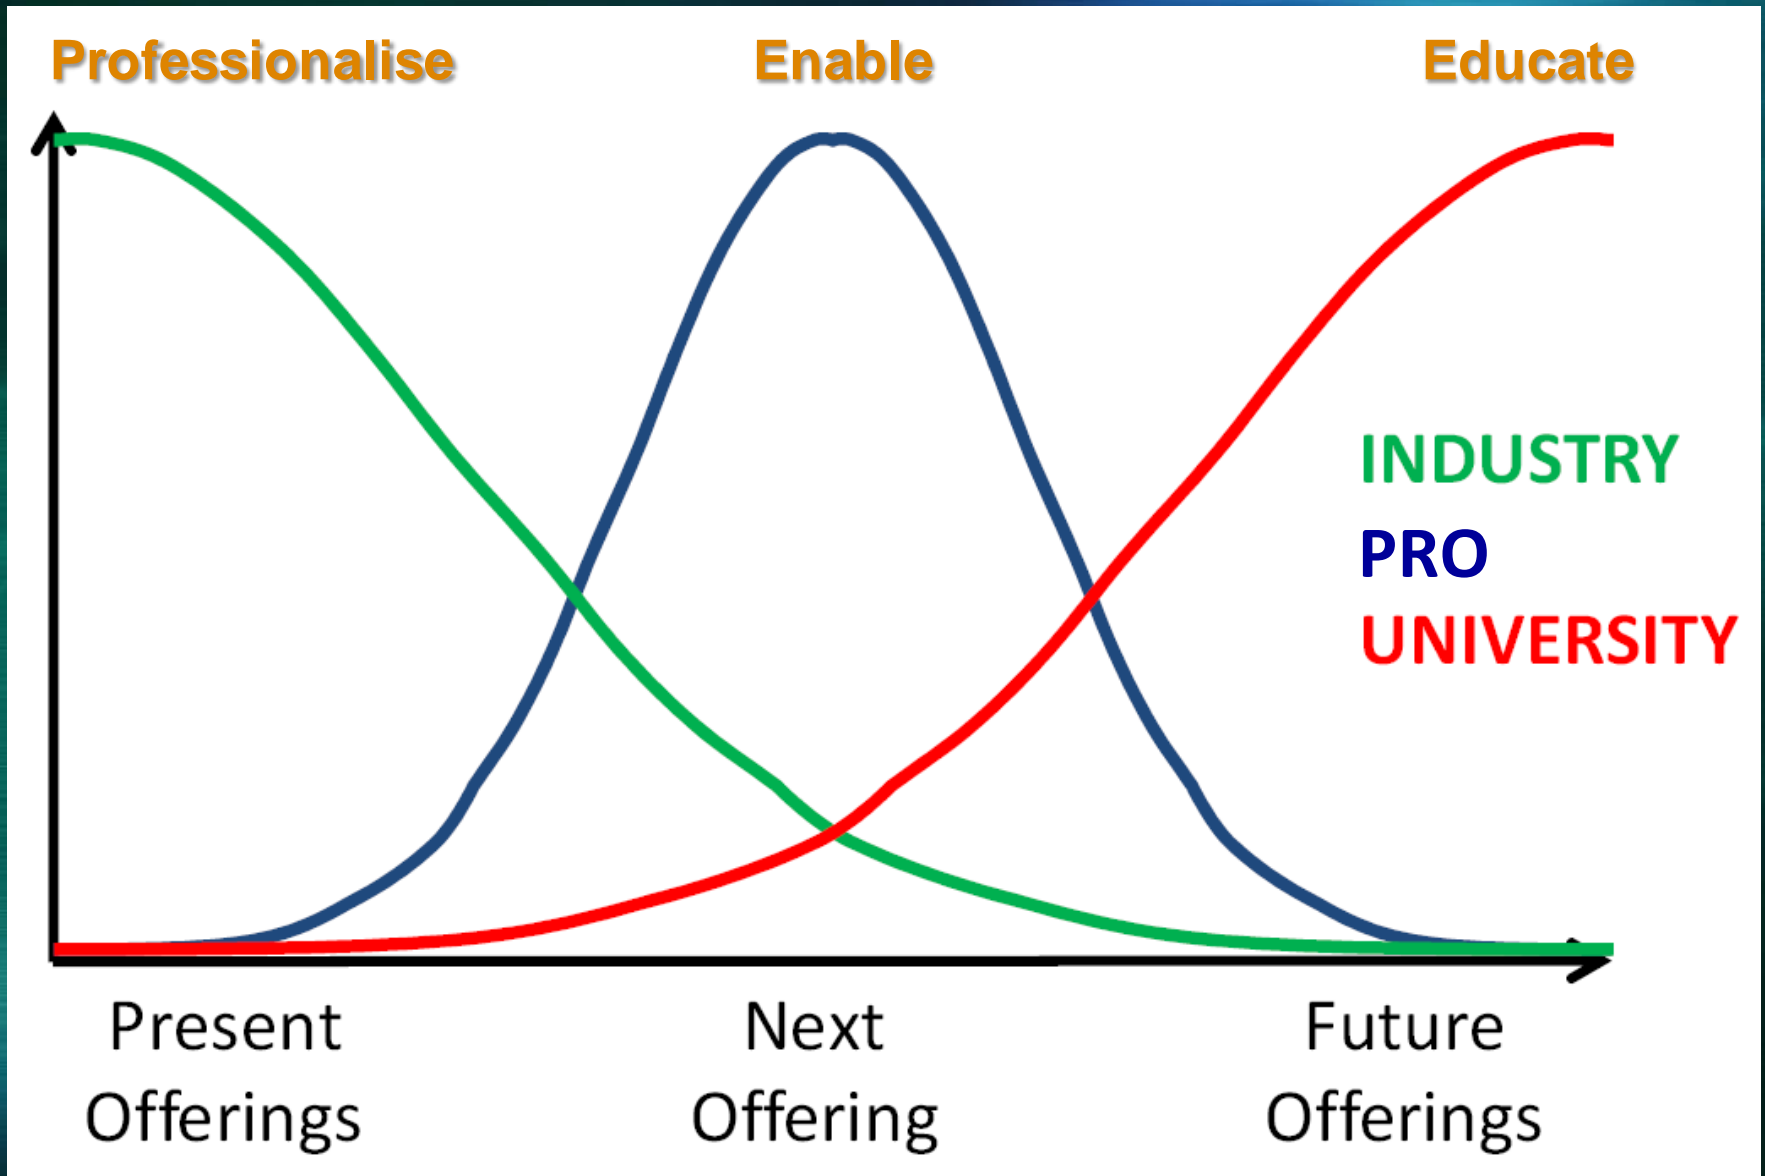 Professionalise
Enable
Educate
INDUSTRY
PRO
UNIVERSITY
Present
Offerings
Next
Offering
Future
Offerings